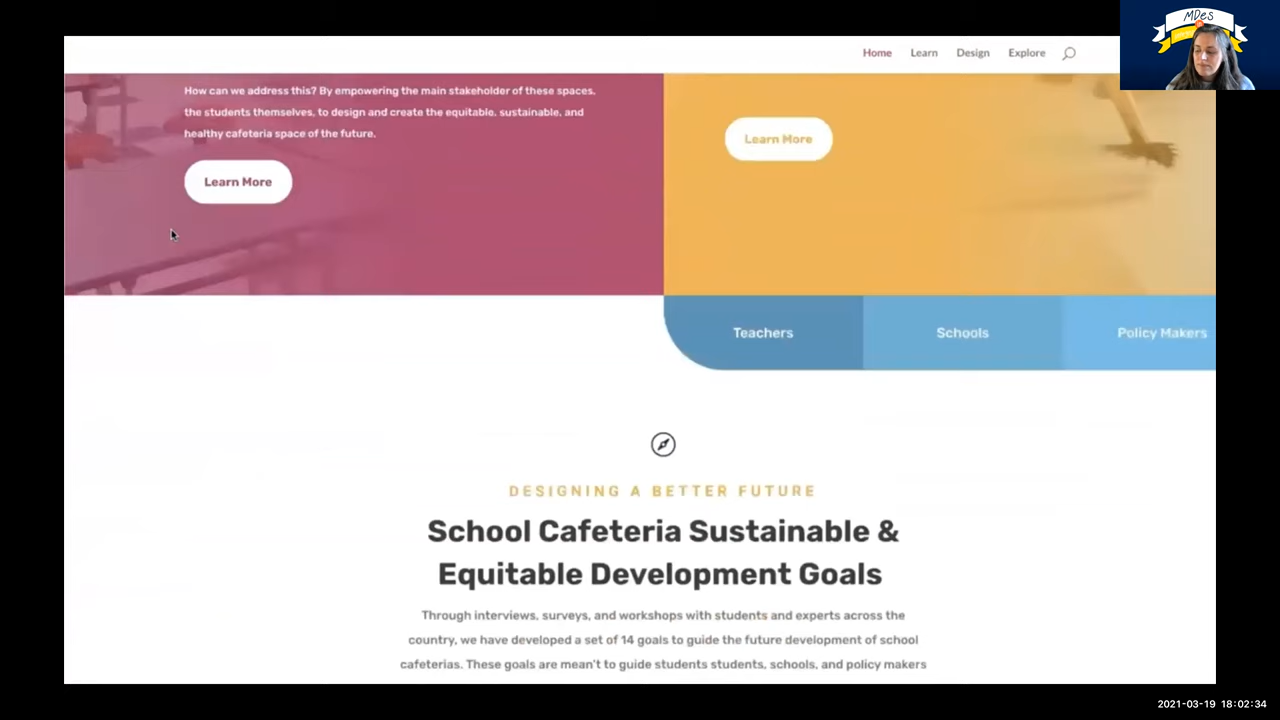 MDes
Home Learn Design Explore
How can we address this? By empowering the main stakeholder of these spaces,
the students themselves, to design and create the equitable, sustainable, and
healthy cafeteria space of the future.
Learn More
Learn More
Teachers Schools Policy Makers
DESIGNING A BETTER FUTURE
School Cafeteria Sustainable &
Equitable Development Goals
Through interviews, surveys, and workshops with students and experts across the
country, we have developed a set of 14 goals to guide the future development of school
cafeterias. These goals are mean't to guide students students, schools, and policy makers
2021-03-19 18:02:34